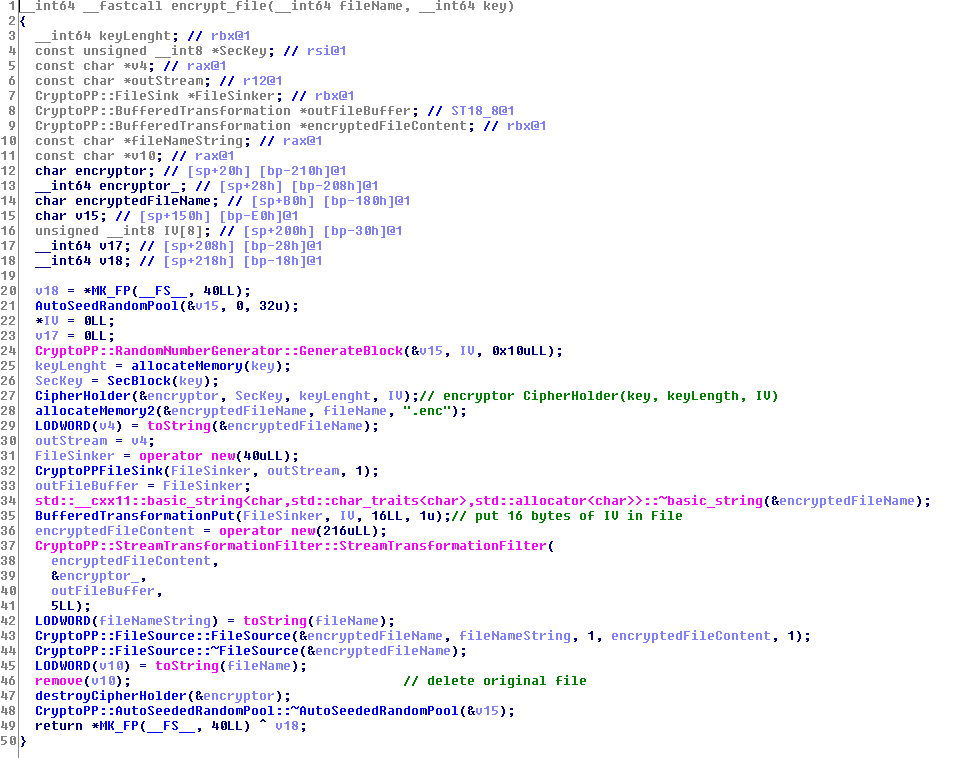 1 __int64 __fastcall encrypt_file(__int64 fileName, __int64 key)
2 {
3   __int64 keyLenght; // rbx@1
4   const unsigned __int8 *SecKey; // rsi@1
5   const char *v4; // rax@1
6   const char *outStream; // r12@1
7   CryptoPP::FileSink *FileSinker; // rbx@1
8   CryptoPP::BufferedTransformation *outFileBuffer; // ST18_8@1
9   CryptoPP::BufferedTransformation *encryptedFileContent; // rbx@1
10   const char *fileNameString; // rax@1
11   const char *v10; // rax@1
12   char encryptor; // [sp+20h] [bp-210h]@1
13   __int64 encryptor_; // [sp+28h] [bp-208h]@1
14   char encryptedFileName; // [sp+B0h] [bp-180h]@1
15   char v15; // [sp+150h] [bp-E0h]@1
16   unsigned __int8 IV[8]; // [sp+200h] [bp-30h]@1
17   __int64 v17; // [sp+208h] [bp-28h]@1
18   __int64 v18; // [sp+218h] [bp-18h]@1
19
20   v18 = *MK_FP(__FS__, 40LL);
21   AutoSeedRandomPool(&v15, 0, 32u);
22   *IV = 0LL;
23   v17 = 0LL;
24   CryptoPP::RandomNumberGenerator::GenerateBlock(&v15, IV, 0x10uLL);
25   keyLenght = allocateMemory(key);
26   SecKey = SecBlock(key);
27   CipherHolder(&encryptor, SecKey, keyLenght, IV);// encryptor CipherHolder(key, keyLength, IV)
28   allocateMemory2(&encryptedFileName, fileName, ".enc");
29   LODWORD(v4) = toString(&encryptedFileName);
30   outStream = v4;
31   FileSinker = operator new(40uLL);
32   CryptoPPFileSink(FileSinker, outStream, 1);
33   outFileBuffer = FileSinker;
34   std::__cxx11::basic_string<char,std::char_traits<char>,std::allocator<char>>::~basic_string(&encryptedFileName);
35   BufferedTransformationPut(FileSinker, IV, 16LL, 1u);// put 16 bytes of IV in File
36   encryptedFileContent = operator new(216uLL);
37   CryptoPP::StreamTransformationFilter::StreamTransformationFilter(
38     encryptedFileContent,
39     &encryptor_,
40     outFileBuffer,
41     5LL);
42   LODWORD(fileNameString) = toString(fileName);
43   CryptoPP::FileSource::FileSource(&encryptedFileName, fileNameString, 1, encryptedFileContent, 1);
44   CryptoPP::FileSource::~FileSource(&encryptedFileName);
45   LODWORD(v10) = toString(fileName);
46   remove(v10);                                  // delete original file
47   destroyCipherHolder(&encryptor);
48   CryptoPP::AutoSeededRandomPool::~AutoSeededRandomPool(&v15);
49   return *MK_FP(__FS__, 40LL) ^ v18;
50 }